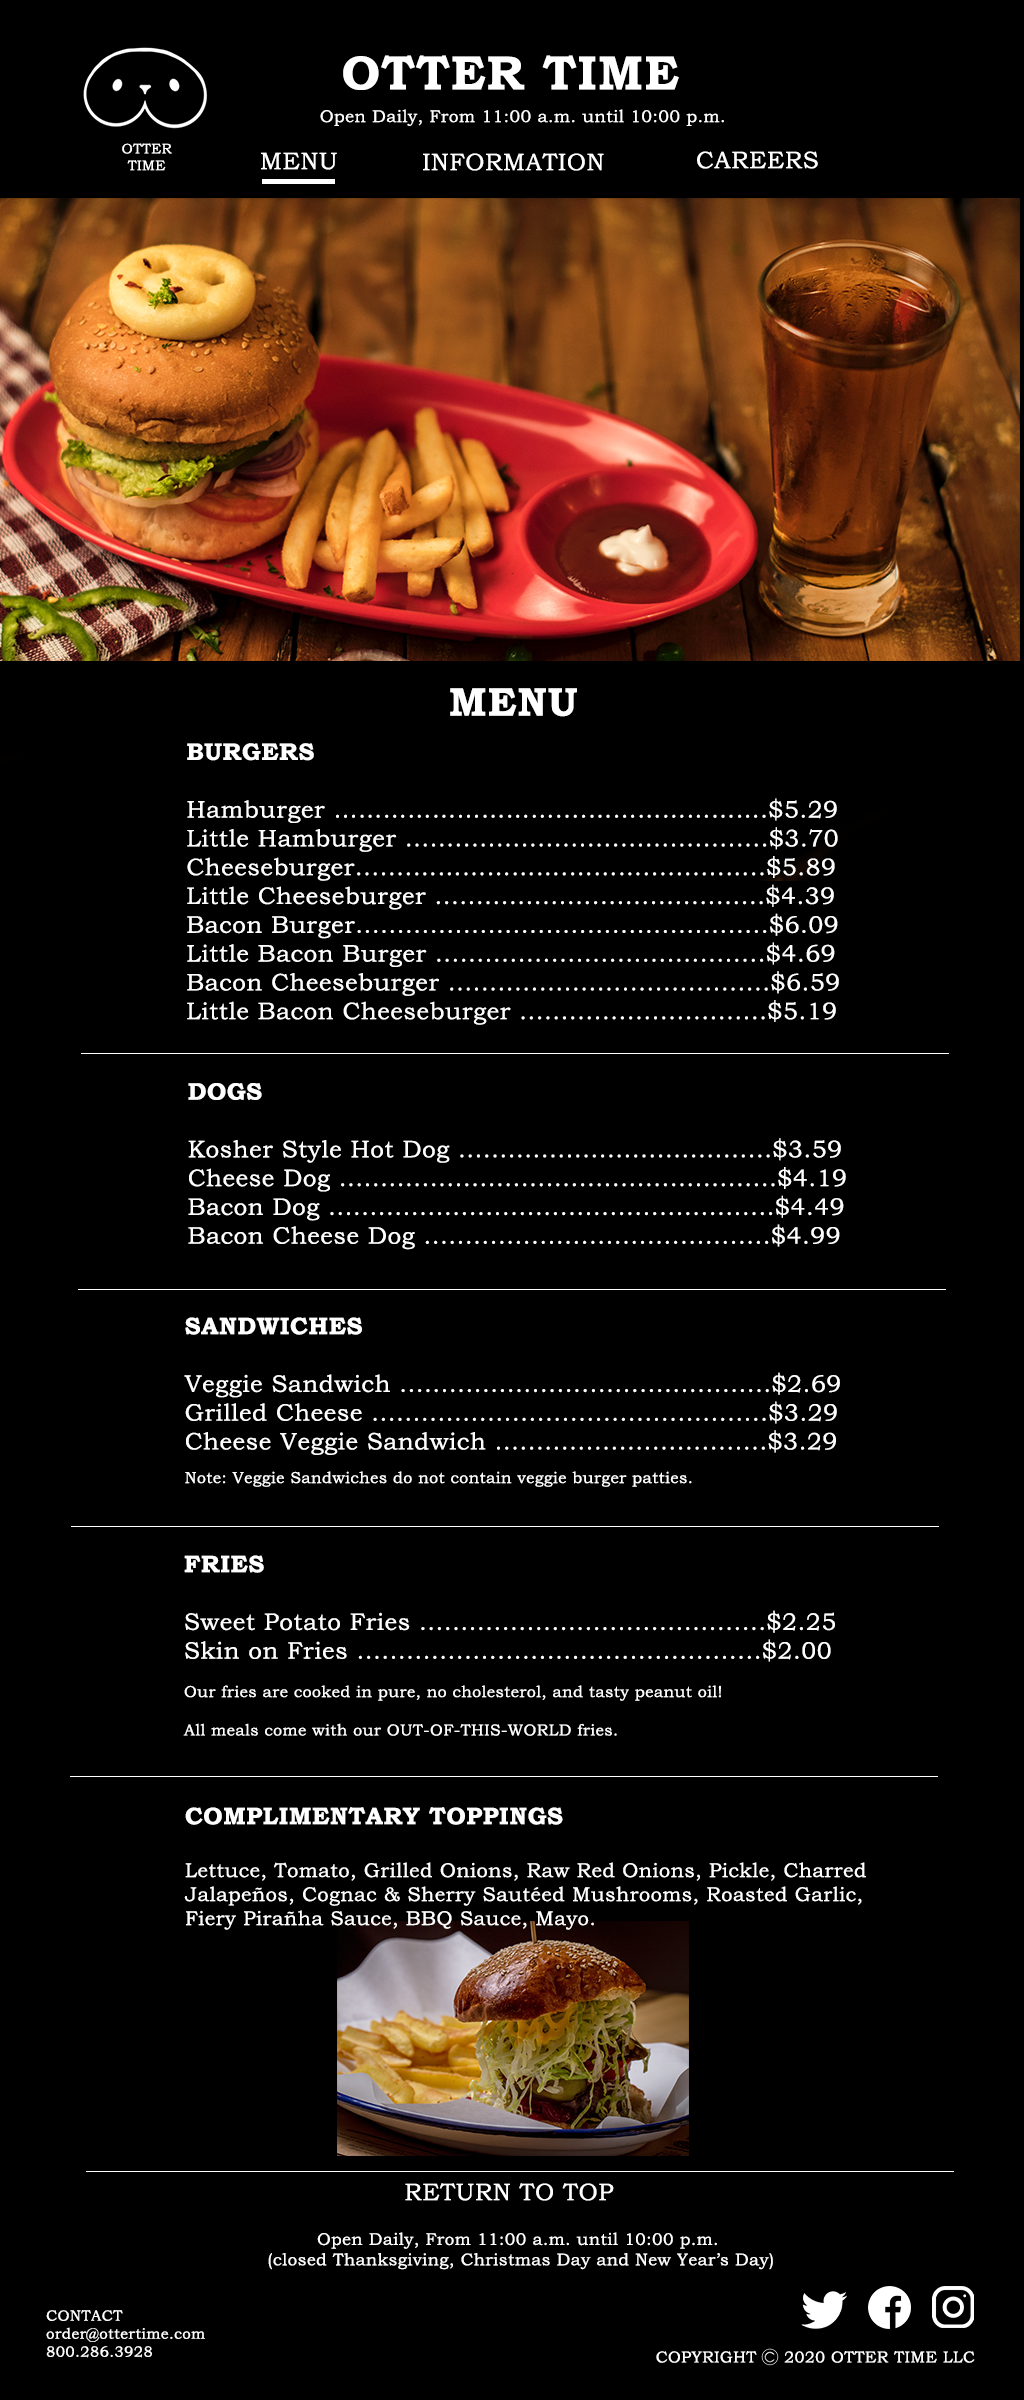 OTTER TIME
Open Daily, From 11:00 a.m. until 10:00 p.m.
OTTER
TIME
MENU INFORMATION CAREERS
MENU
BURGERS
Hamburger ......................................................$5.29
Little Hamburger .............................................$3.70
Cheeseburger...................................................$5.89
Little Cheeseburger .........................................$4.39
Bacon Burger...................................................$6.09
Little Bacon Burger .........................................$4.69
Bacon Cheeseburger ........................................$6.59
Little Bacon Cheeseburger ..............................$5.19
DOGS
Kosher Style Hot Dog .......................................$3.59
Cheese Dog ......................................................$4.19
Bacon Dog .......................................................$4.49
Bacon Cheese Dog ...........................................$4.99
SANDWICHES
Veggie Sandwich ..............................................$2.69
Grilled Cheese .................................................$3.29
Cheese Veggie Sandwich ..................................$3.29
Note: Veggie Sandwiches do not contain veggie burger patties.
FRIES
Sweet Potato Fries ...........................................$2.25
Skin on Fries ..................................................$2.00
Our fries are cooked in pure, no cholesterol, and tasty peanut oil!
All meals come with our OUT-OF-THIS-WORLD fries.
COMPLIMENTARY TOPPINGS
Lettuce, Tomato, Grilled Onions, Raw Red Onions, Pickle, Charred
Jalapeños, Cognac & Sherry Sautéed Mushrooms, Roasted Garlic,
Fiery Pirañha Sauce, BBQ Sauce, Mayo.
RETURN TO TOP
Open Daily, From 11:00 a.m. until 10:00 p.m.
(closed Thanksgiving, Christmas Day and New Year’s Day)
CONTACT
order@ottertime.com
800.286.3928
COPYRIGHT Ⓒ 2020 OTTER TIME LLC